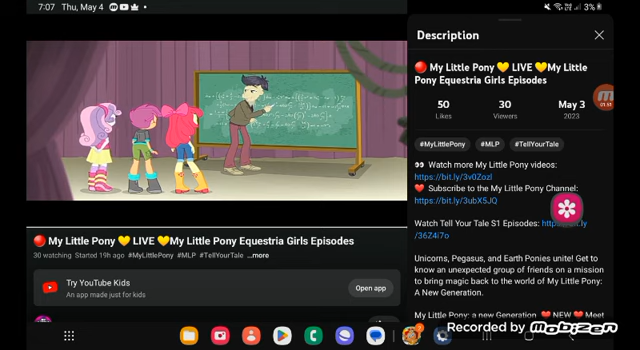 7:07 Thu, May 4
3%
Description
🔴 My Little Pony 💛 LIVE 💛My Little
Pony Equestria Girls Episodes
50
30
May 3
Likes
Viewers
2023
#MyLittlePony
#MLP
#TellYourTale
👀 Watch more My Little Pony videos:
https://bit.ly/3v0Zozl
❤️ Subscribe to the My Little Pony Channel:
https://bit.ly/3ubX5JQ
Watch Tell Your Tale S1 Episodes:
/36Z4i7o
Unicorns, Pegasus, and Earth Ponies unite! Get to
know an unexpected group of friends on a mission
to bring magic back to the world of My Little Pony:
A New Generation.
My Little Pony: a new Generation ❤️ NEW ❤️ Meet
🔴 My Little Pony 💛 LIVE 💛My Little Pony Equestria Girls Episodes
30 watching Started 19h ago #MyLittlePony #MLP #TellYourTale ...more
Try YouTube Kids
An app made just for kids
Open app
Recorded by MOBIZEN